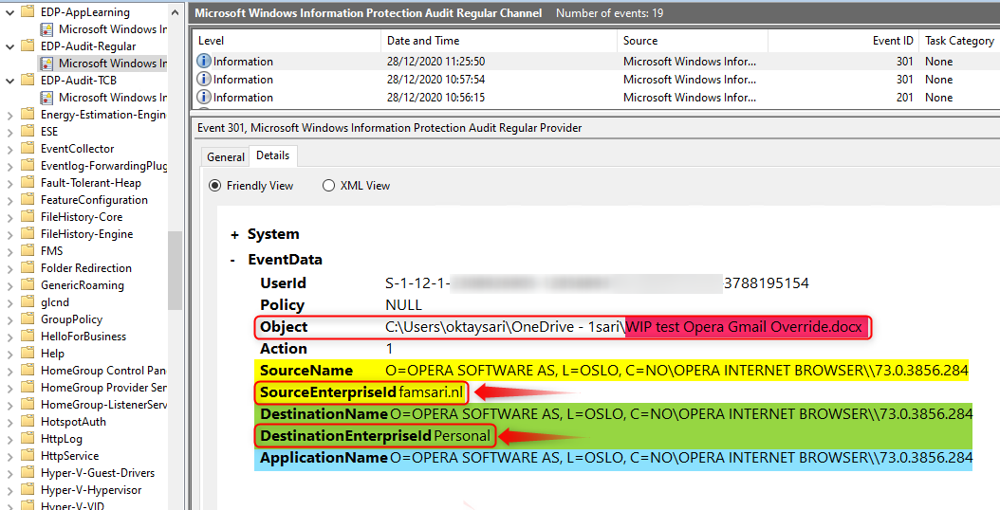 EDP-AppLearning
Microsoft Windows In
EDP-Audit-Regular
Microsoft Windows In
EDP-Audit-TCB
Microsoft Windows In
Energy-Estimation-Engin
ESE
EventCollector
Eventlog-ForwardingPlug
Fault-Tolerant-Heap
FeatureConfiguration
FileHistory-Core
FileHistory-Engine
FMS
Folder Redirection
GenericRoaming
glcnd
GroupPolicy
HelloForBusiness
Help
HomeGroup Control Pane
HomeGroup Provider Ser
HomeGroup-ListenerServ
HotspotAuth
HttpLog
HttpService
Hyper-V-Guest-Drivers
Hyper-V-Hypervisor
Hyper-V-VID
Microsoft Windows Information Protection Audit Regular Channel Number of events: 19
Level Date and Time Source Event ID Task Category
Information 28/12/2020 11:25:50 Microsoft Windows Infor... 301 None
Information 28/12/2020 10:57:54 Microsoft Windows Infor... 301 None
Information 28/12/2020 10:56:15 Microsoft Windows Infor... 201 None
Event 301, Microsoft Windows Information Protection Audit Regular Provider
General Details
Friendly View XML View
+ System
- EventData
UserId S-1-12-1- 3788195154
Policy NULL
Object C:\Users\oktaysari\OneDrive - 1sari\WIP test Opera Gmail Override.docx
Action 1
SourceName O=OPERA SOFTWARE AS, L=OSLO, C=NO\OPERA INTERNET BROWSER\\73.0.3856.284
SourceEnterpriseId famsari.nl
DestinationName O=OPERA SOFTWARE AS, L=OSLO, C=NO\OPERA INTERNET BROWSER\\73.0.3856.284
DestinationEnterpriseId Personal
ApplicationName O=OPERA SOFTWARE AS, L=OSLO, C=NO\OPERA INTERNET BROWSER\\73.0.3856.284